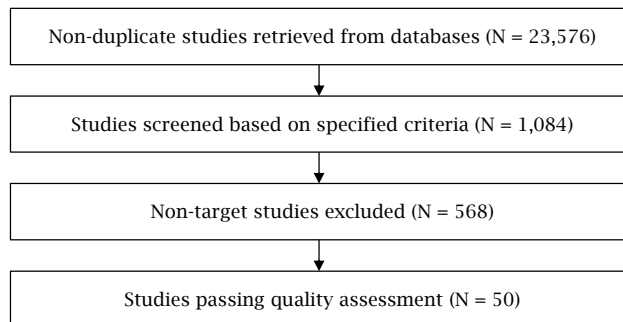 Non-duplicate studies retrieved from databases (N = 23,576)
Studies screened based on specified criteria (N = 1,084)
Non-target studies excluded (N = 568)
Studies passing quality assessment (N = 50)